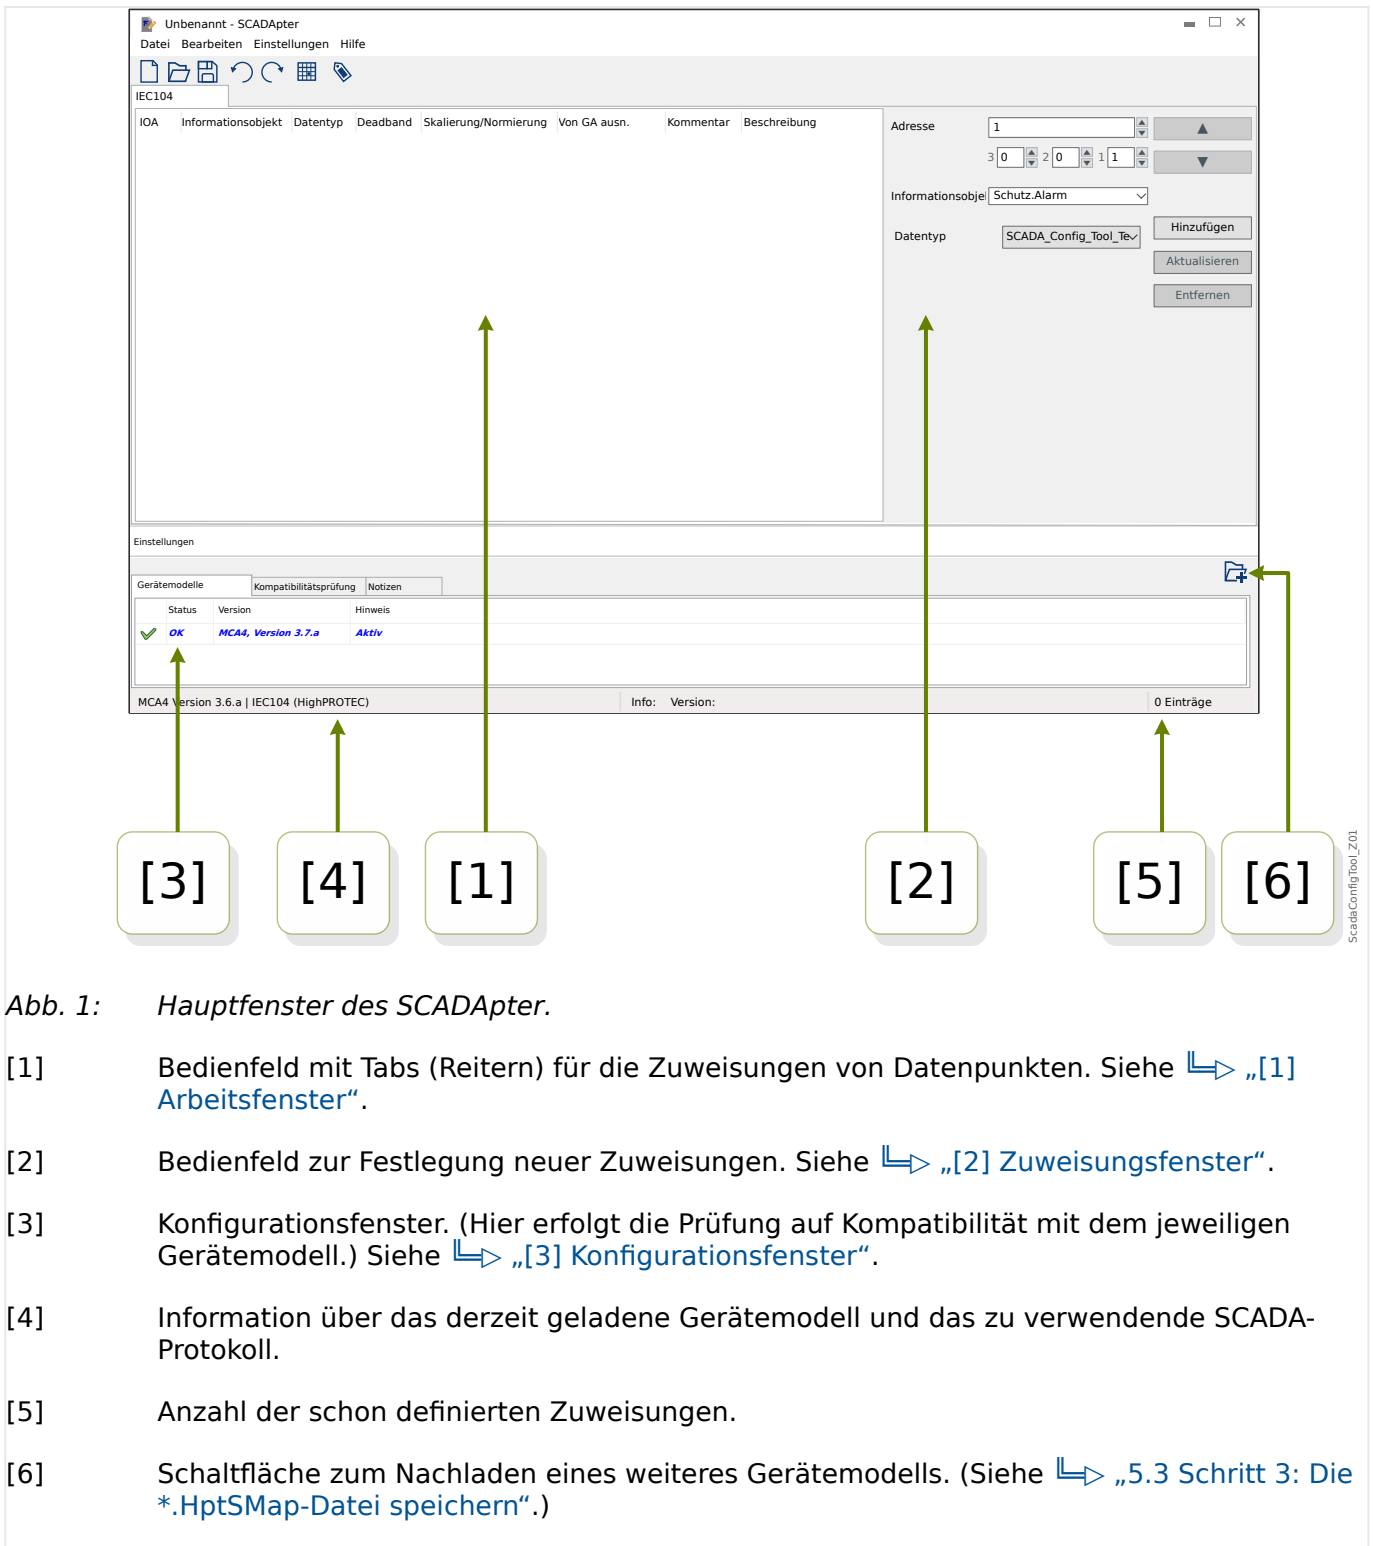 Unbenannt - SCADApter
Datei Bearbeiten Einstellungen Hilfe
IEC104
IOA Informationsobjekt Datentyp Deadband Skalierung/Normierung Von GA ausn. Kommentar Beschreibung
Adresse 1
3 0 2 0 1 1
Informationsobje Schutz.Alarm
Datentyp SCADA_Config_Tool_Te
Hinzufügen
Aktualisieren
Entfernen
Einstellungen
Gerätemodelle Kompatibilitätsprüfung Notizen
Status Version Hinweis
OK MCA4, Version 3.7.a Aktiv
MCA4 Version 3.6.a | IEC104 (HighPROTEC) Info: Version: 0 Einträge
[3] [4] [1] [2] [5] [6]
ScadaConfigTool_Z01
Abb. 1: Hauptfenster des SCADApter.
[1] Bedienfeld mit Tabs (Reitern) für die Zuweisungen von Datenpunkten. Siehe „[1]
Arbeitsfenster“.
[2] Bedienfeld zur Festlegung neuer Zuweisungen. Siehe „[2] Zuweisungsfenster“.
[3] Konfigurationsfenster. (Hier erfolgt die Prüfung auf Kompatibilität mit dem jeweiligen
Gerätemodell.) Siehe „[3] Konfigurationsfenster“.
[4] Information über das derzeit geladene Gerätemodell und das zu verwendende SCADA-
Protokoll.
[5] Anzahl der schon definierten Zuweisungen.
[6] Schaltfläche zum Nachladen eines weiteres Gerätemodells. (Siehe „5.3 Schritt 3: Die
*.HptSMap-Datei speichern“.)